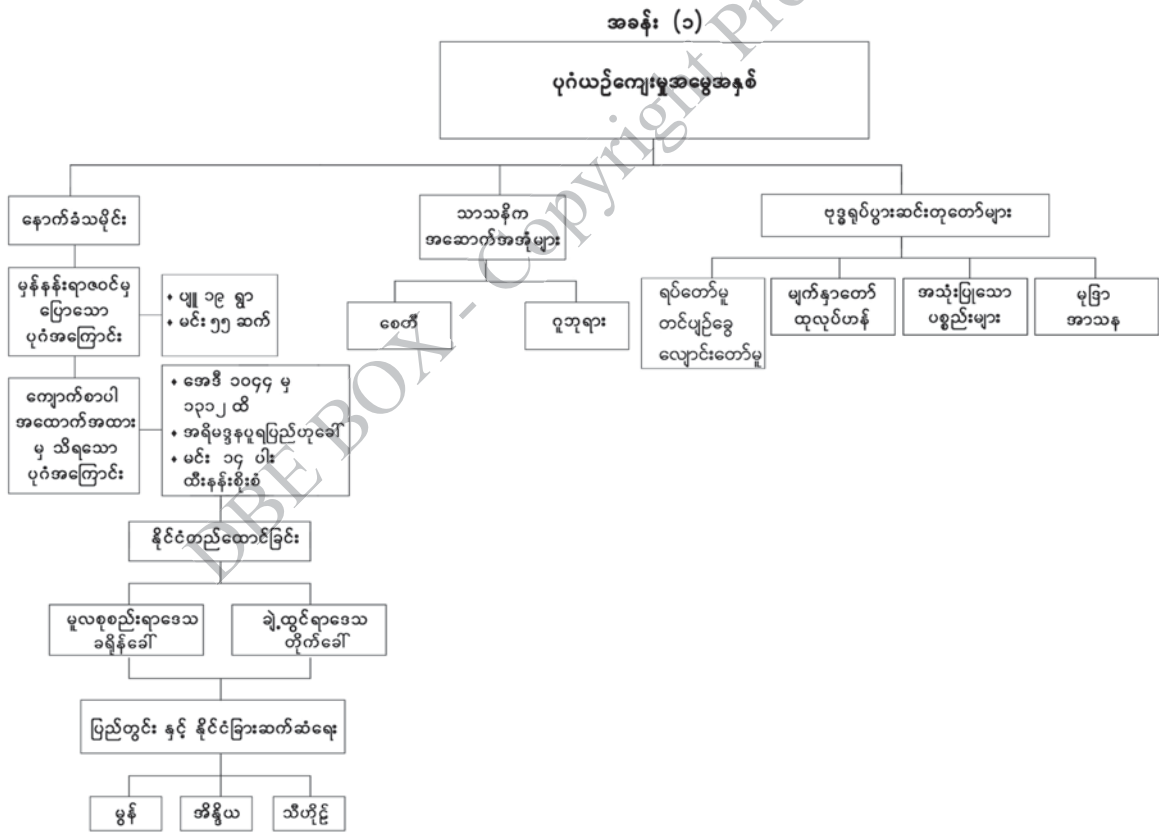 အခန်း (၁)
ပုဂံယဉ်ကျေးမှုအမွေအနှစ်
နောက်ခံသမိုင်း
မှန်နန်းရာဇဝင်မှ
ပြောသော
ပုဂံအကြောင်း
♦ ပျူ ၁၉ ရွာ
♦ မင်း ၅၅ ဆက်
ကျောက်စာပါ
အထောက်အထား
မှ သိရသော
ပုဂံအကြောင်း
♦ အေဒီ ၁၀၄၄ မှ
၁၃၁၂ ထိ
♦ အရိမဒ္ဒနပူရပြည်ဟုခေါ်
♦ မင်း ၁၄ ပါး
ထီးနန်းစိုးစံ
နိုင်ငံတည်ထောင်ခြင်း
မူလစုစည်းရာဒေသ
ခရိုန်ခေါ်
ချဲ့ထွင်ရာဒေသ
တိုက်ခေါ်
ပြည်တွင်း နှင့် နိုင်ငံခြားဆက်ဆံရေး
မွန်
အိန္ဒိယ
သီဟိုဠ်
သာသနိက
အဆောက်အအုံများ
စေတီ
ဂူဘုရား
ဗုဒ္ဓရုပ်ပွားဆင်းတုတော်များ
ရပ်တော်မူ
တင်ပျဉ်ခွေ
လျောင်းတော်မူ
မျက်နှာတော်
ထုလုပ်ဟန်
အသုံးပြုသော
ပစ္စည်းများ
မုဒြာ
အာသန
DBE BOX - Copyright Pro